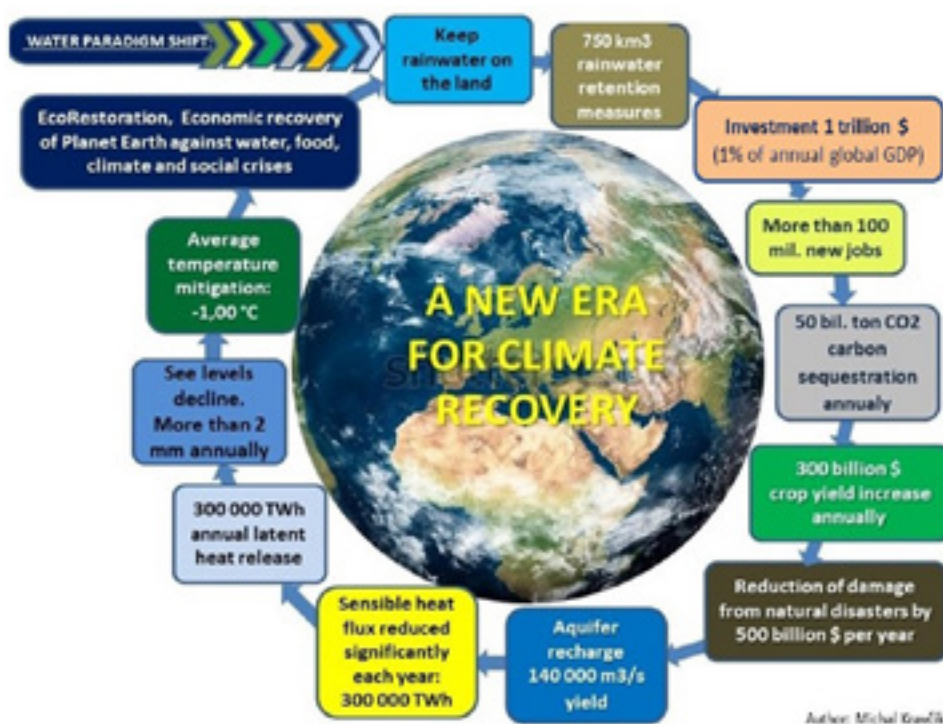 WATER PARADIGM SHIFT
Keep
rainwater on
the land
750 km3
rainwater
retention
measures
Investment 1 trillion $
(1% of annual global GDP)
More than 100
mil. new jobs
50 bil. ton CO2
carbon
sequestration
annualy
300 billion $
crop yield increase
annually
Reduction of damage
from natural disasters by
500 billion $ per year
Aquifer
recharge
140 000 m3/s
yield
Sensible heat
flux reduced
significantly
each year:
300 000 TWh
300 000 TWh
annual latent
heat release
See levels
decline.
More than 2
mm annually
Average
temperature
mitigation:
-1,00 °C
EcoRestoration, Economic recovery
of Planet Earth against water, food,
climate and social crises
A NEW ERA
FOR CLIMATE
RECOVERY
Author: Michal